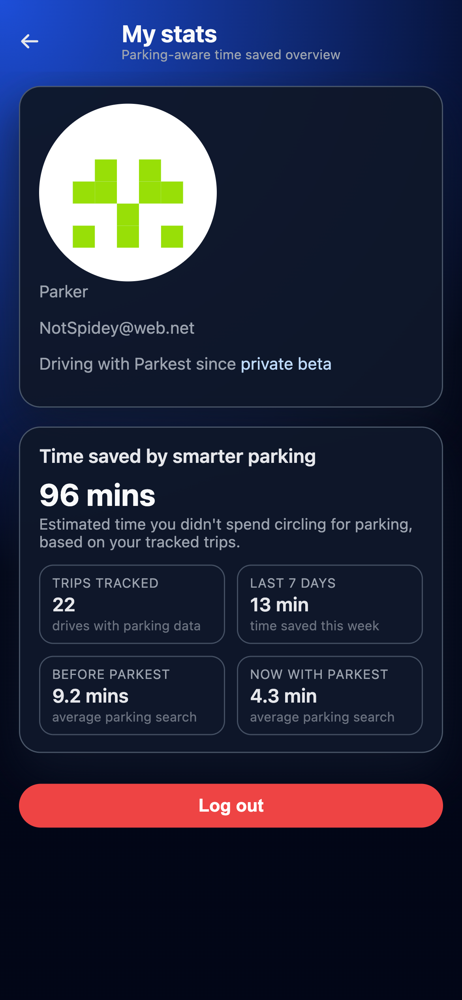 My stats
Parking-aware time saved overview
Parker
NotSpidey@web.net
Driving with Parkest since private beta
Time saved by smarter parking
96 mins
Estimated time you didn't spend circling for parking,
based on your tracked trips.
TRIPS TRACKED
22
drives with parking data
LAST 7 DAYS
13 min
time saved this week
BEFORE PARKEST
9.2 mins
average parking search
NOW WITH PARKEST
4.3 min
average parking search
Log out